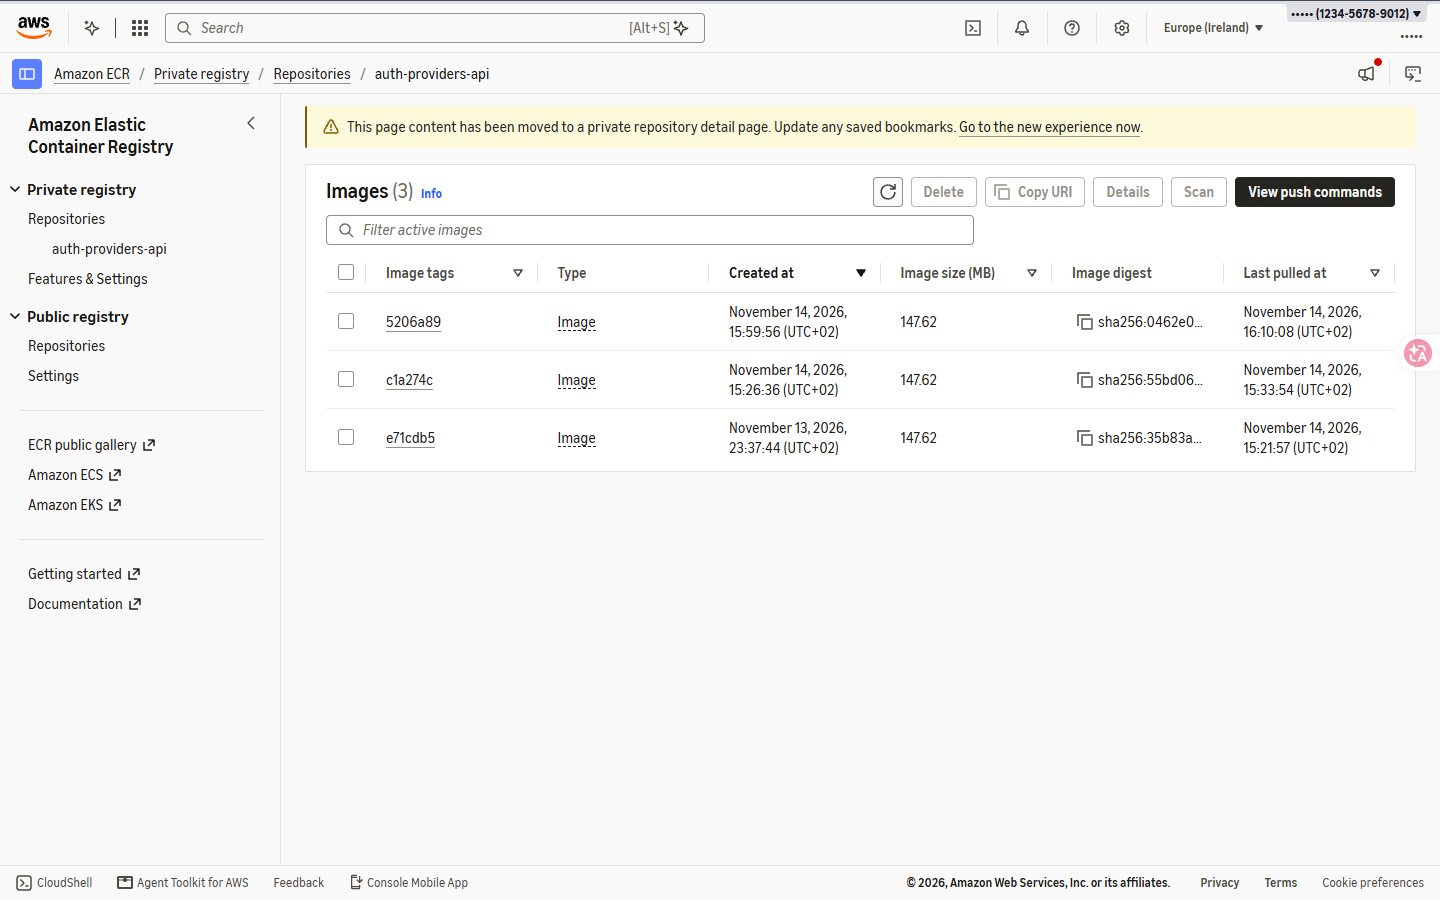 aws
Search
[Alt+S]
Europe (Ireland)
••••• (1234-5678-9012)
•••••
Amazon ECR / Private registry / Repositories / auth-providers-api
Amazon Elastic
Container Registry
Private registry
Repositories
auth-providers-api
Features & Settings
Public registry
Repositories
Settings
ECR public gallery
Amazon ECS
Amazon EKS
Getting started
Documentation
This page content has been moved to a private repository detail page. Update any saved bookmarks. Go to the new experience now.
Images (3) Info
Delete
Copy URI
Details
Scan
View push commands
Filter active images
Image tags Type Created at Image size (MB) Image digest Last pulled at
5206a89 Image November 14, 2026, 15:59:56 (UTC+02) 147.62 sha256:0462e0... November 14, 2026, 16:10:08 (UTC+02)
c1a274c Image November 14, 2026, 15:26:36 (UTC+02) 147.62 sha256:55bd06... November 14, 2026, 15:33:54 (UTC+02)
e71cdb5 Image November 13, 2026, 23:37:44 (UTC+02) 147.62 sha256:35b83a... November 14, 2026, 15:21:57 (UTC+02)
CloudShell
Agent Toolkit for AWS
Feedback
Console Mobile App
© 2026, Amazon Web Services, Inc. or its affiliates.
Privacy
Terms
Cookie preferences